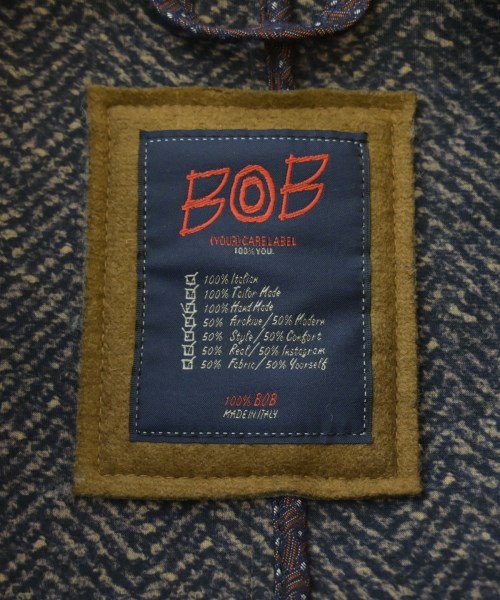 BOB
(YOUR) CARE LABEL
100% YOU.
100% Italian
100% Tailor Made
100% Hand Made
50% Archive / 50% Modern
50% Style / 50% Comfort
50% Real / 50% Instagram
50% Fabric / 50% Yourself
100% BOB
MADE IN ITALY